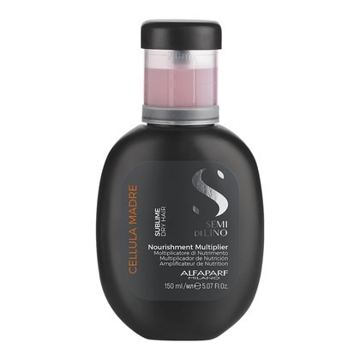 CELLULA MADRE
SUBLIME
DRY HAIR
SEMI
DI LINO
Nourishment Multiplier
Moltiplicatore di Nutrimento
Multiplicador de Nutrición
Amplificateur de Nutrition
ALFAPARF
MILANO
150 ml/wt℮ 5.07 Fl.Oz.